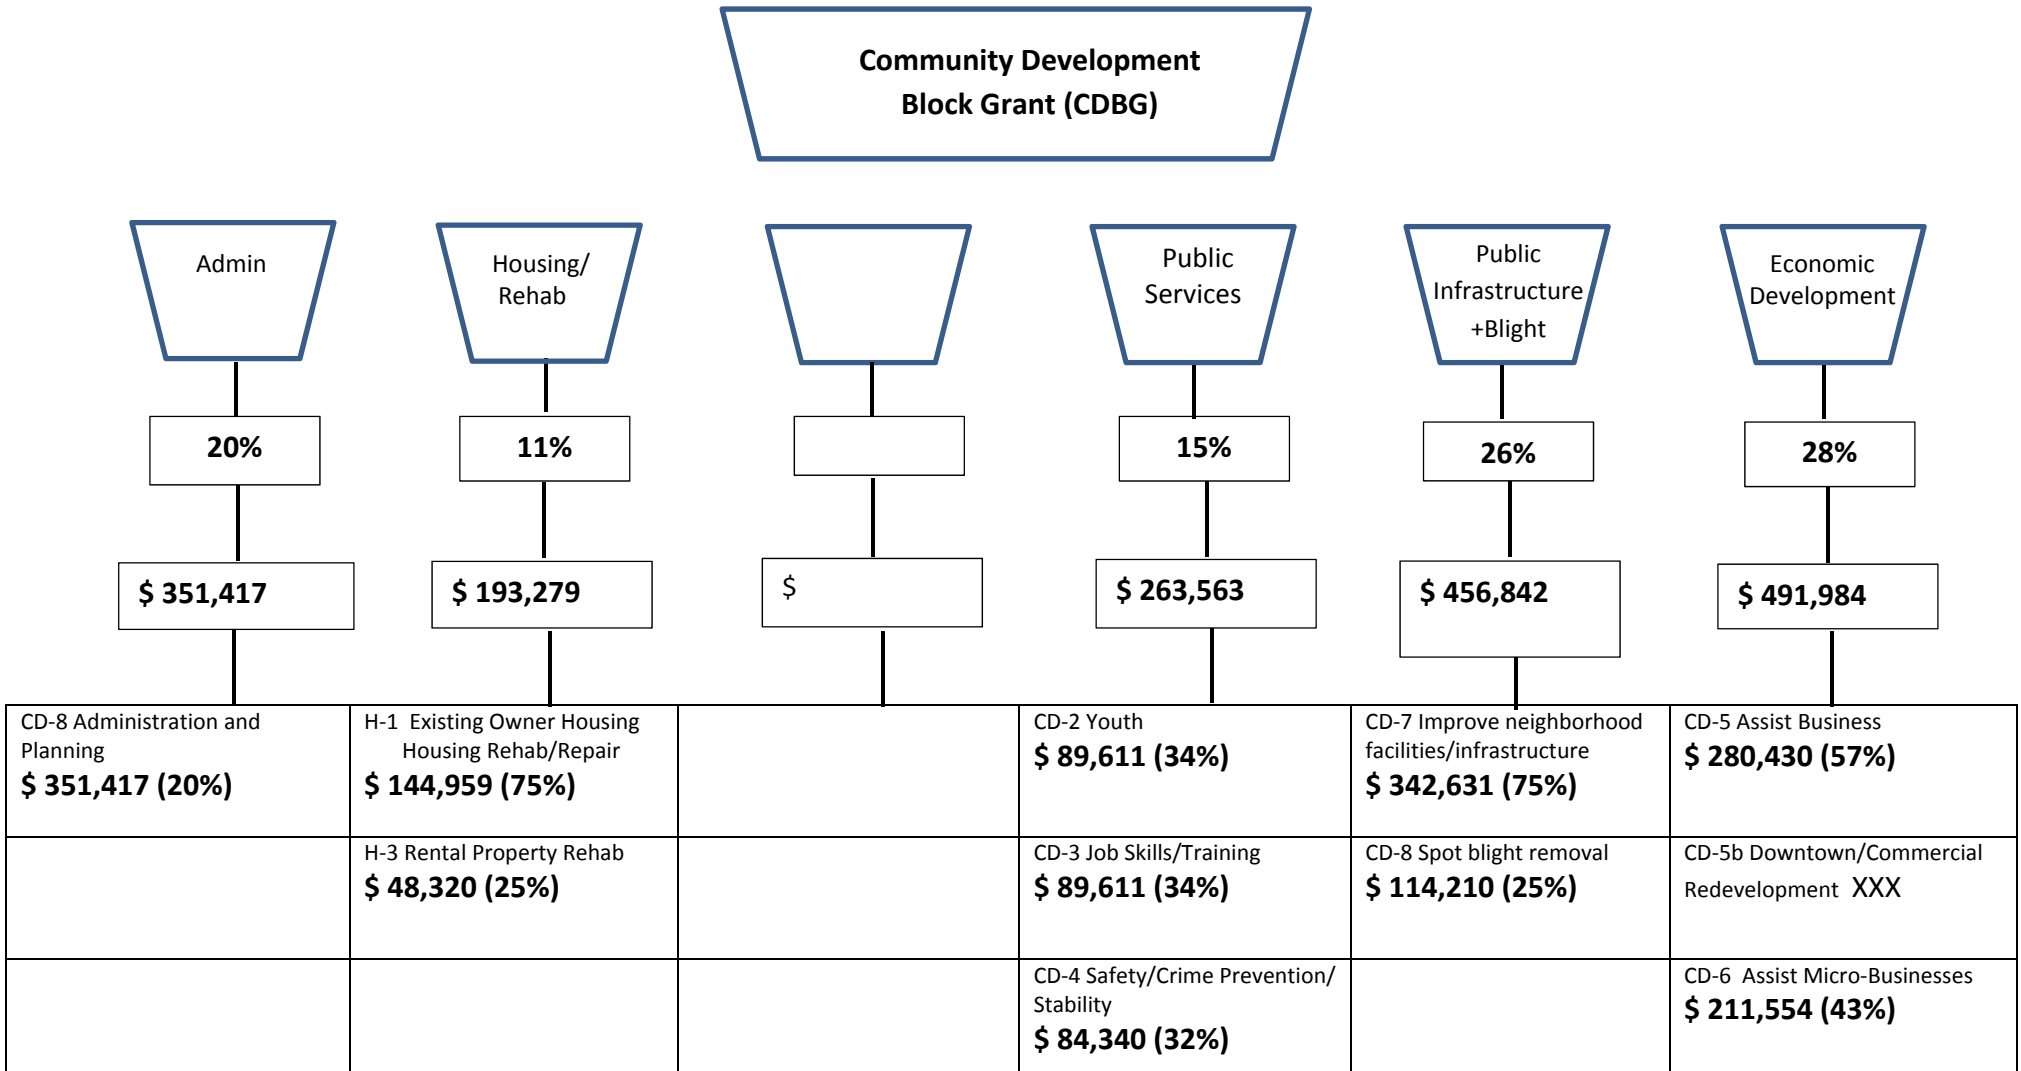 Community Development
Block Grant (CDBG)
Admin
Housing/
Rehab
Public
Services
Public
Infrastructure
+Blight
Economic
Development
20%
11%
15%
26%
28%
$ 351,417
$ 193,279
$
$ 263,563
$ 456,842
$ 491,984
CD-8 Administration and
Planning
$ 351,417 (20%)
H-1 Existing Owner Housing
Housing Rehab/Repair
$ 144,959 (75%)
CD-2 Youth
$ 89,611 (34%)
CD-7 Improve neighborhood
facilities/infrastructure
$ 342,631 (75%)
CD-5 Assist Business
$ 280,430 (57%)
H-3 Rental Property Rehab
$ 48,320 (25%)
CD-3 Job Skills/Training
$ 89,611 (34%)
CD-8 Spot blight removal
$ 114,210 (25%)
CD-5b Downtown/Commercial
Redevelopment XXX
CD-4 Safety/Crime Prevention/
Stability
$ 84,340 (32%)
CD-6 Assist Micro-Businesses
$ 211,554 (43%)